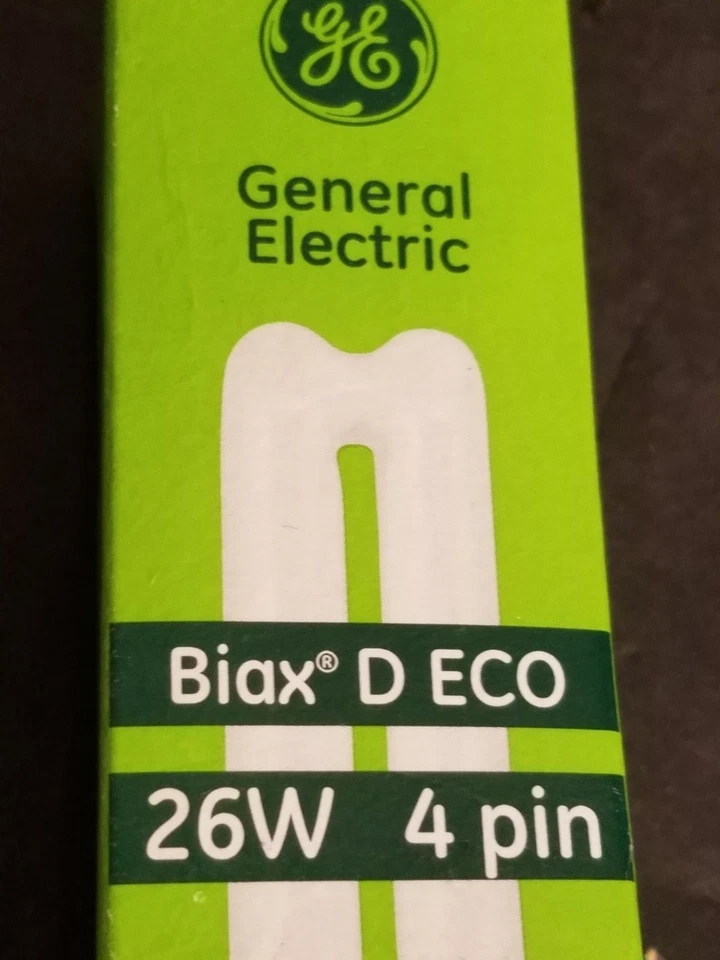 GE
General
Electric
Biax® D ECO
26W 4 pin